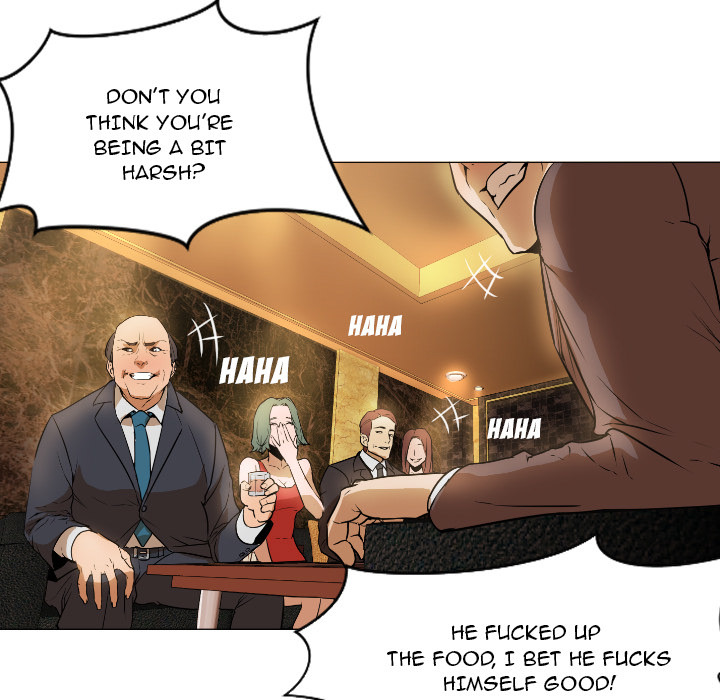 DON'T YOU
THINK YOU'RE
BEING A BIT
HARSH?
HAHA
HAHA
HAHA
HE FUCKED UP
THE FOOD, I BET HE FUCKS
HIMSELF GOOD!